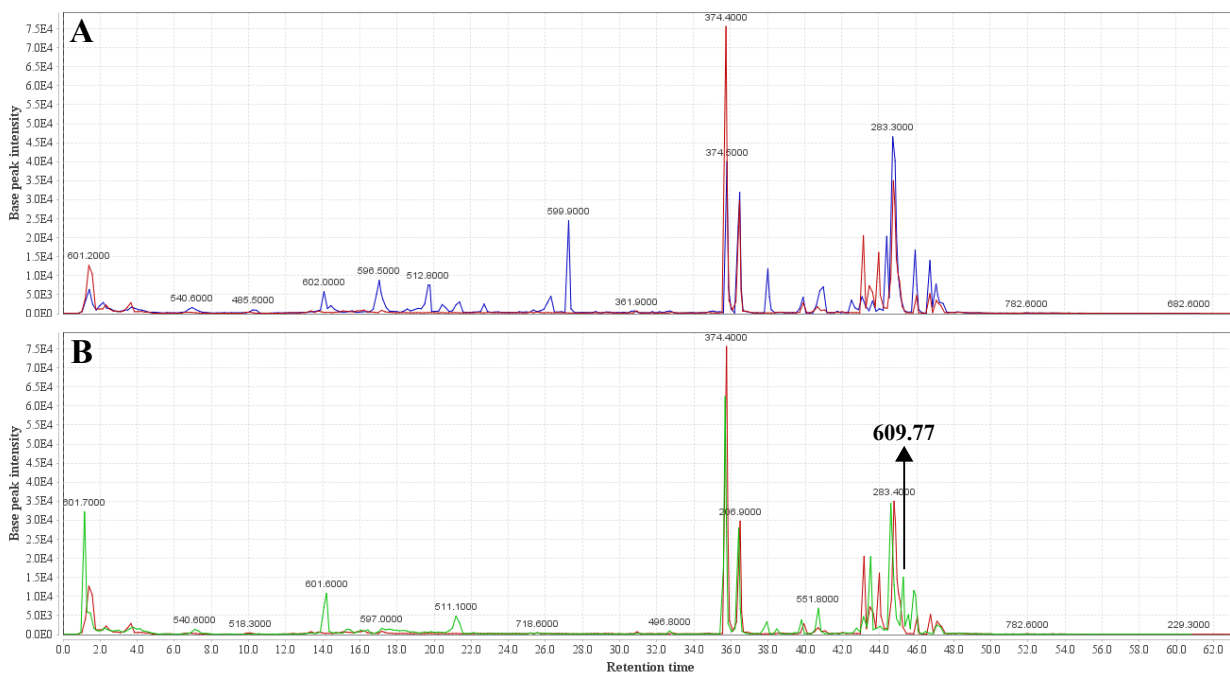 A
Base peak intensity
7.5E4
7.0E4
6.5E4
6.0E4
5.5E4
5.0E4
4.5E4
4.0E4
3.5E4
3.0E4
2.5E4
2.0E4
1.5E4
1.0E4
5.0E3
0.0E0
374.4000
374.5000
283.3000
599.9000
601.2000
602.0000
596.5000
512.8000
540.6000
485.5000
361.9000
782.6000
682.6000
B
Base peak intensity
7.5E4
7.0E4
6.5E4
6.0E4
5.5E4
5.0E4
4.5E4
4.0E4
3.5E4
3.0E4
2.5E4
2.0E4
1.5E4
1.0E4
5.0E3
0.0E0
374.4000
609.77
601.7000
283.4000
206.9000
601.6000
511.1000
551.8000
540.6000
518.3000
597.0000
718.6000
496.8000
782.6000
229.3000
0.0 2.0 4.0 6.0 8.0 10.0 12.0 14.0 16.0 18.0 20.0 22.0 24.0 26.0 28.0 30.0 32.0 34.0 36.0 38.0 40.0 42.0 44.0 46.0 48.0 50.0 52.0 54.0 56.0 58.0 60.0 62.0
Retention time